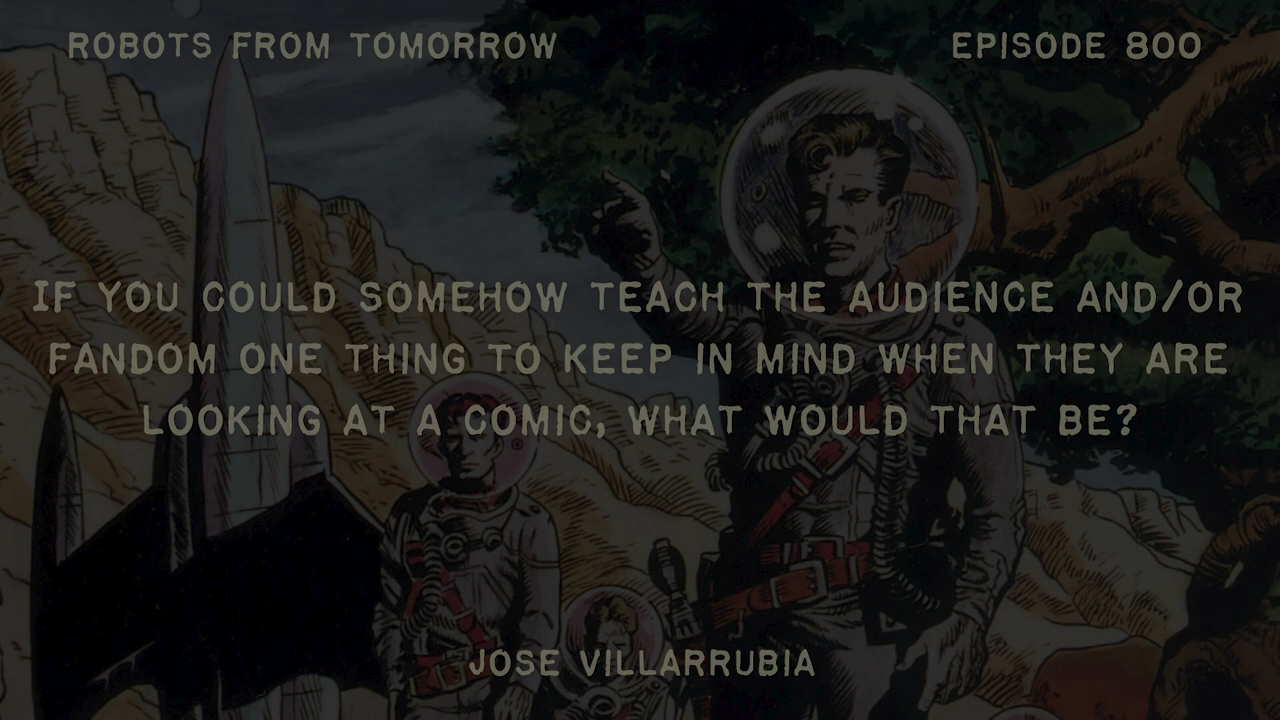 ROBOTS FROM TOMORROW
EPISODE 800
IF YOU COULD SOMEHOW TEACH THE AUDIENCE AND/OR
FANDOM ONE THING TO KEEP IN MIND WHEN THEY ARE
LOOKING AT A COMIC, WHAT WOULD THAT BE?
JOSE VILLARRUBIA